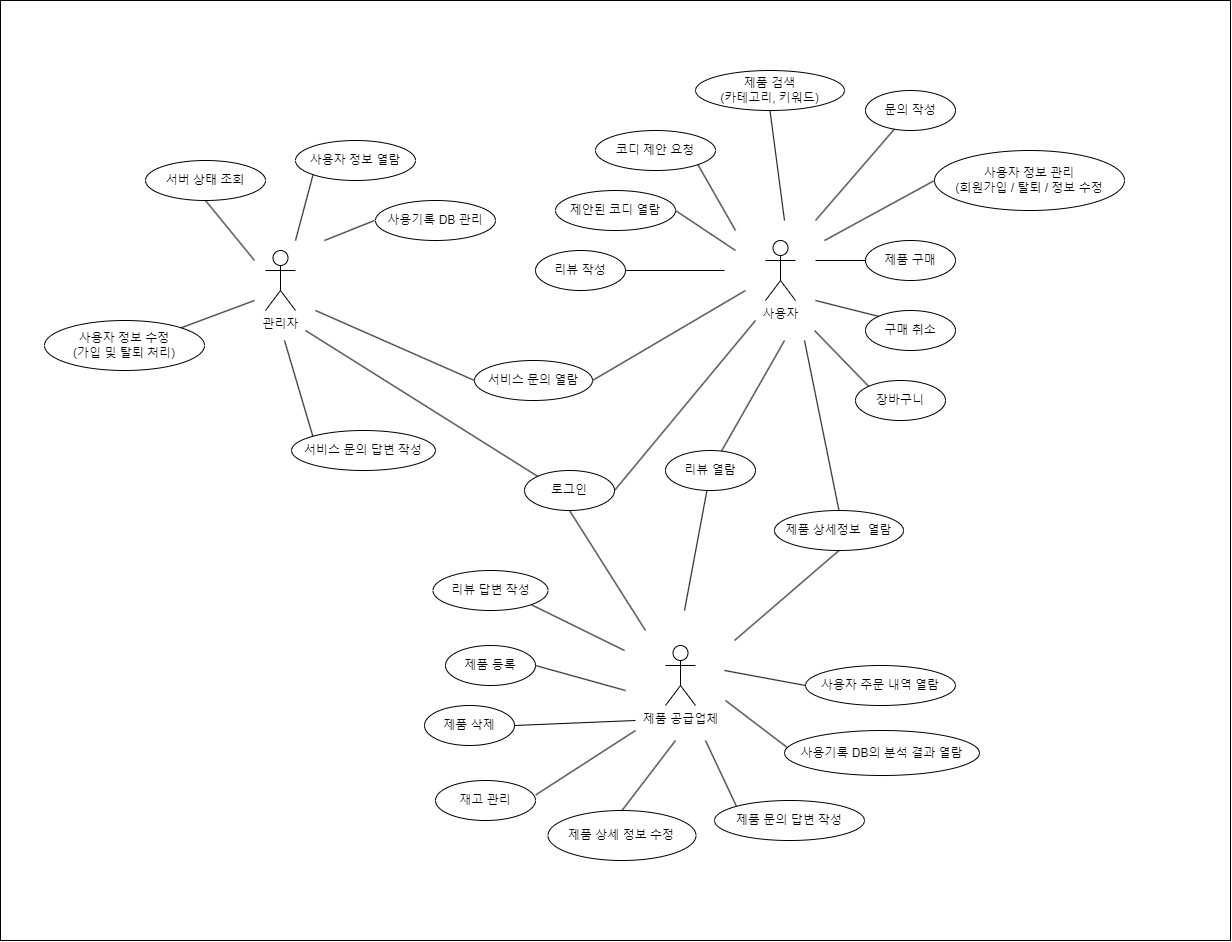 제품 검색
(카테고리, 키워드)
문의 작성
코디 제안 요청
사용자 정보 열람
서버 상태 조회
사용자 정보 관리
(회원가입 / 탈퇴 / 정보 수정
제안된 코디 열람
사용기록 DB 관리
제품 구매
리뷰 작성
사용자
관리자
구매 취소
사용자 정보 수정
(가입 및 탈퇴 처리)
서비스 문의 열람
장바구니
서비스 문의 답변 작성
리뷰 열람
로그인
제품 상세정보  열람
리뷰 답변 작성
제품 등록
사용자 주문 내역 열람
제품 공급업체
제품 삭제
사용기록 DB의 분석 결과 열람
재고 관리
제품 문의 답변 작성
제품 상세 정보 수정